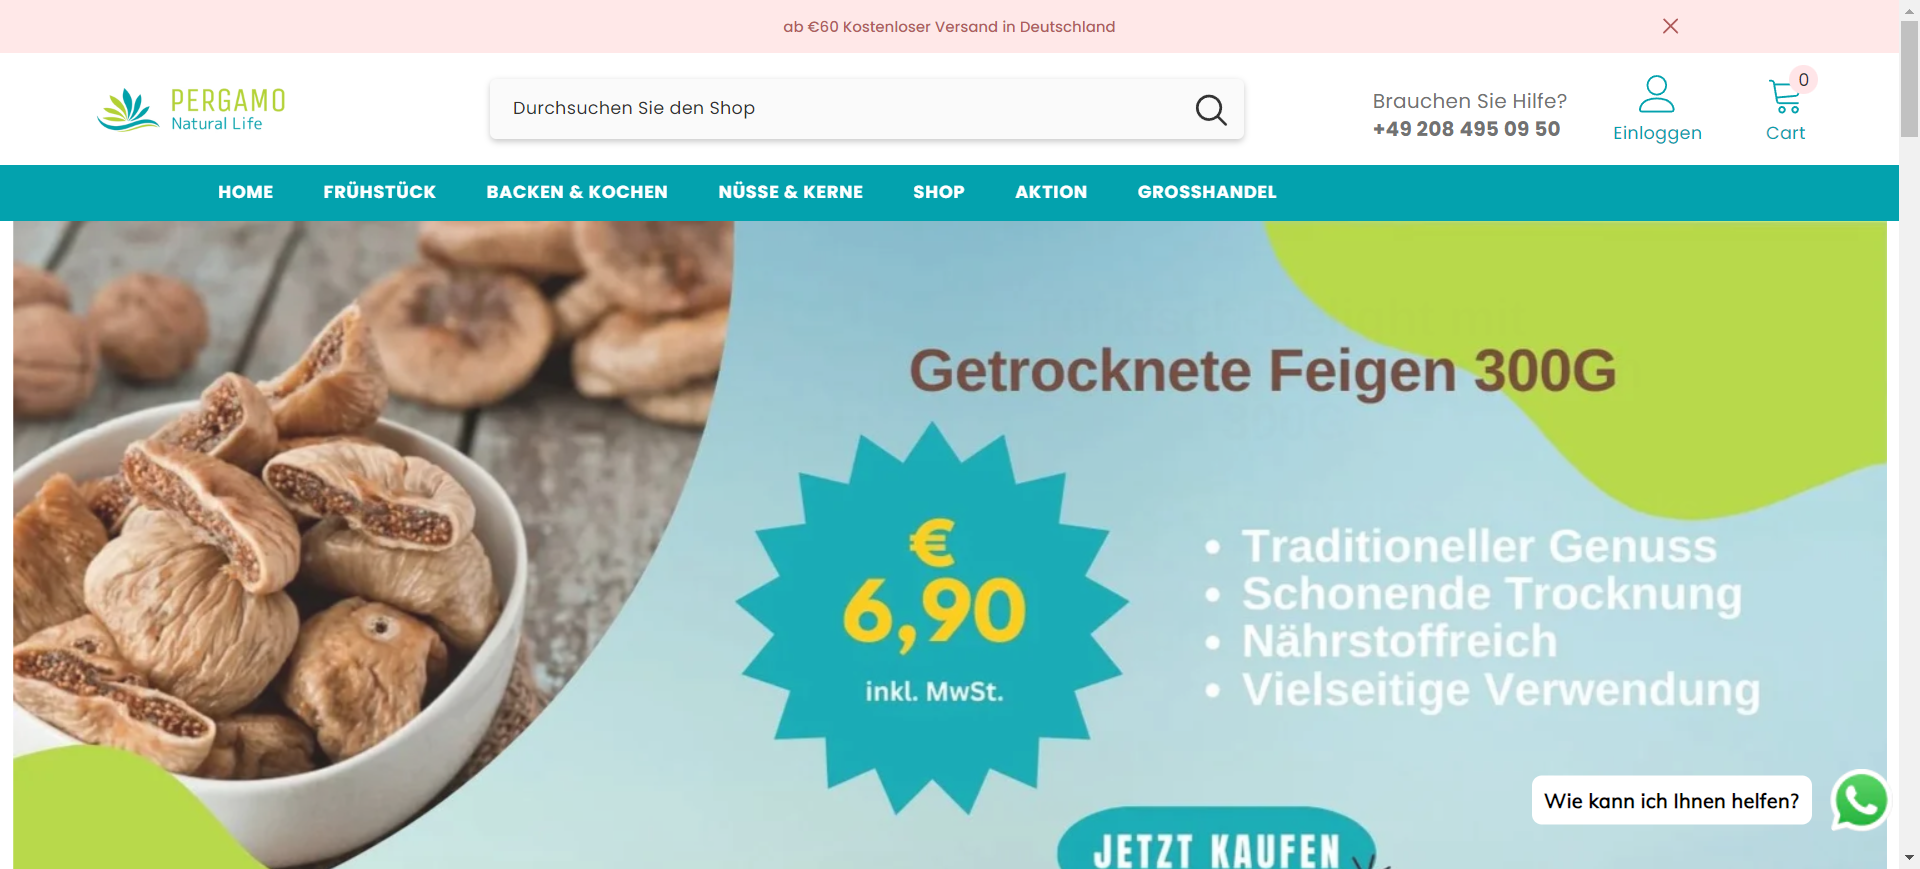 ab €60 Kostenloser Versand in Deutschland
PERGAMO
Natural Life
Durchsuchen Sie den Shop
Brauchen Sie Hilfe?
+49 208 495 09 50
Einloggen
0
Cart
HOME FRÜHSTÜCK BACKEN & KOCHEN NÜSSE & KERNE SHOP AKTION GROSSHANDEL
Getrocknete Feigen 300G
€
6,90
inkl. MwSt.
• Traditioneller Genuss
• Schonende Trocknung
• Nährstoffreich
• Vielseitige Verwendung
JETZT KAUFEN
Wie kann ich Ihnen helfen?